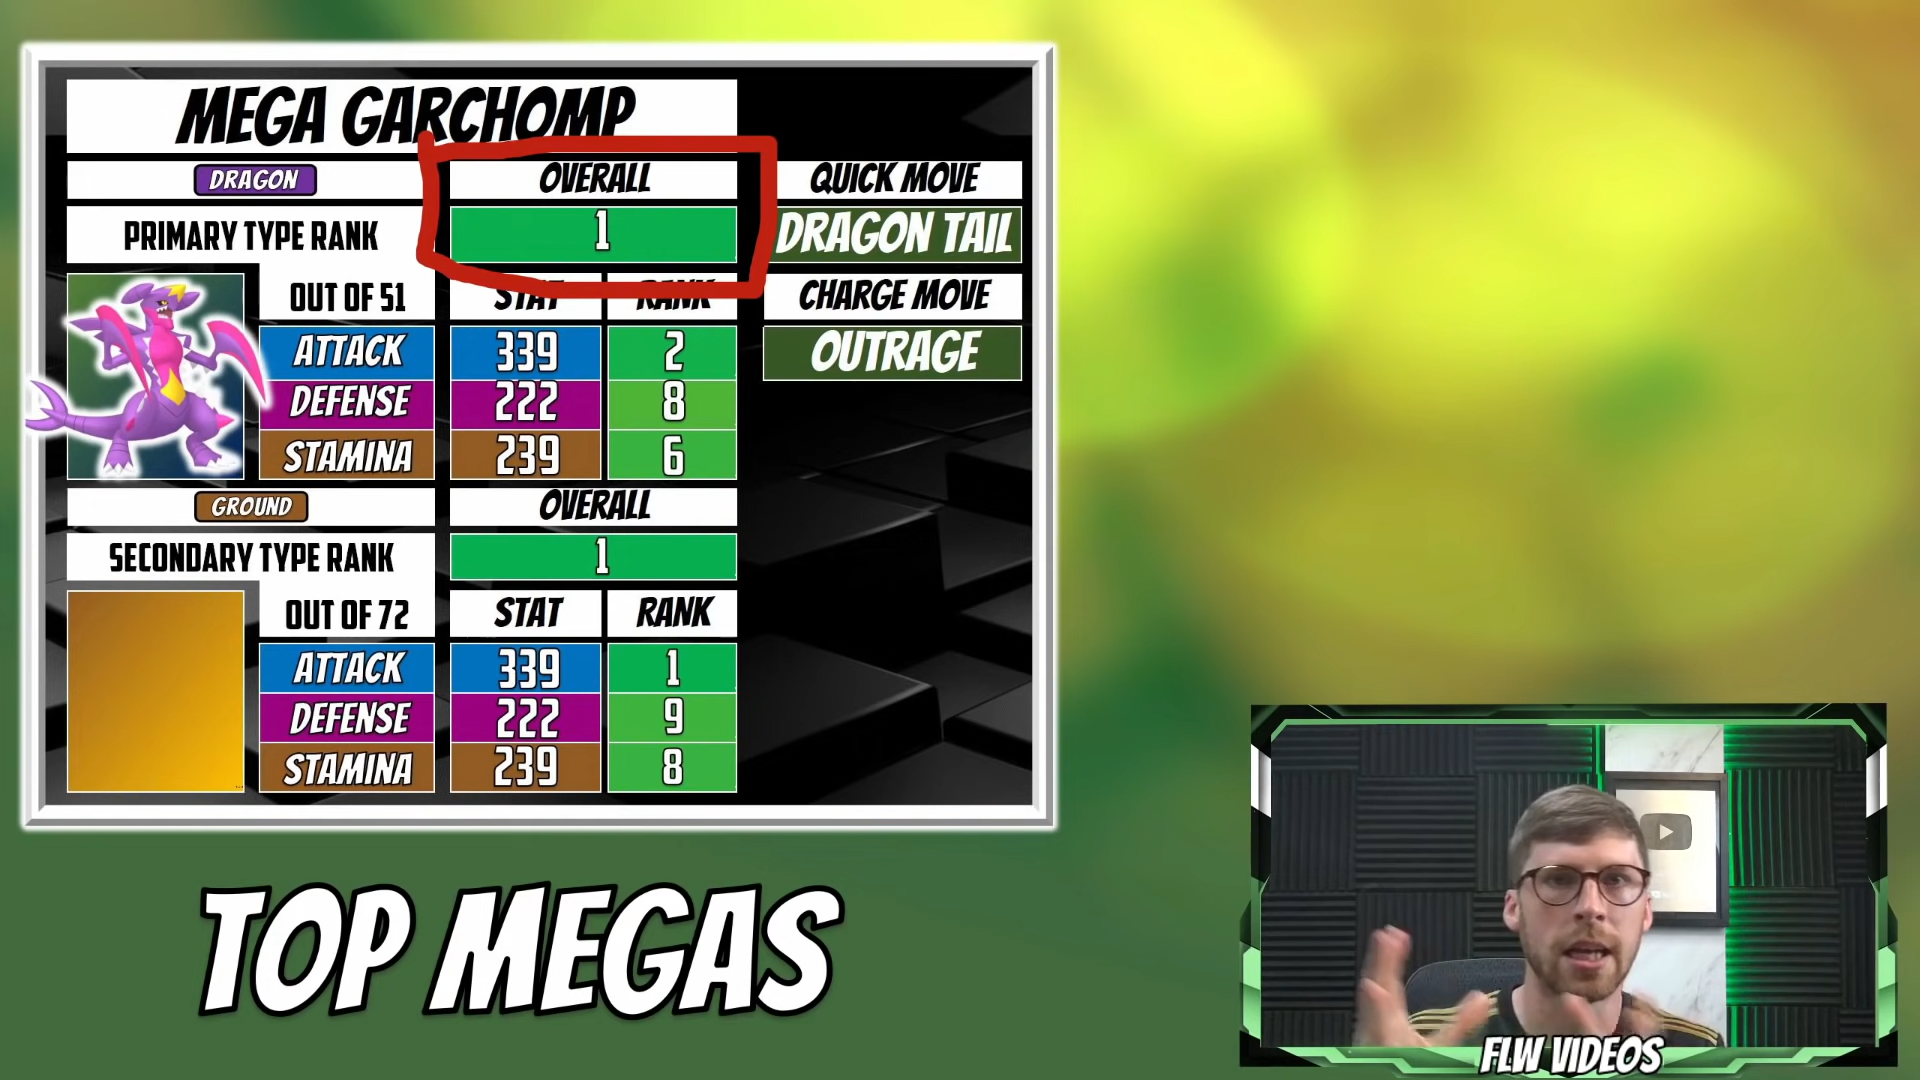 MEGA GARCHOMP
DRAGON
OVERALL
QUICK MOVE
PRIMARY TYPE RANK
1
DRAGON TAIL
OUT OF 51
STAT
RANK
CHARGE MOVE
ATTACK
339
2
OUTRAGE
DEFENSE
222
8
STAMINA
239
6
GROUND
OVERALL
SECONDARY TYPE RANK
1
OUT OF 72
STAT
RANK
ATTACK
339
1
DEFENSE
222
9
STAMINA
239
8
TOP MEGAS
FLW VIDEOS